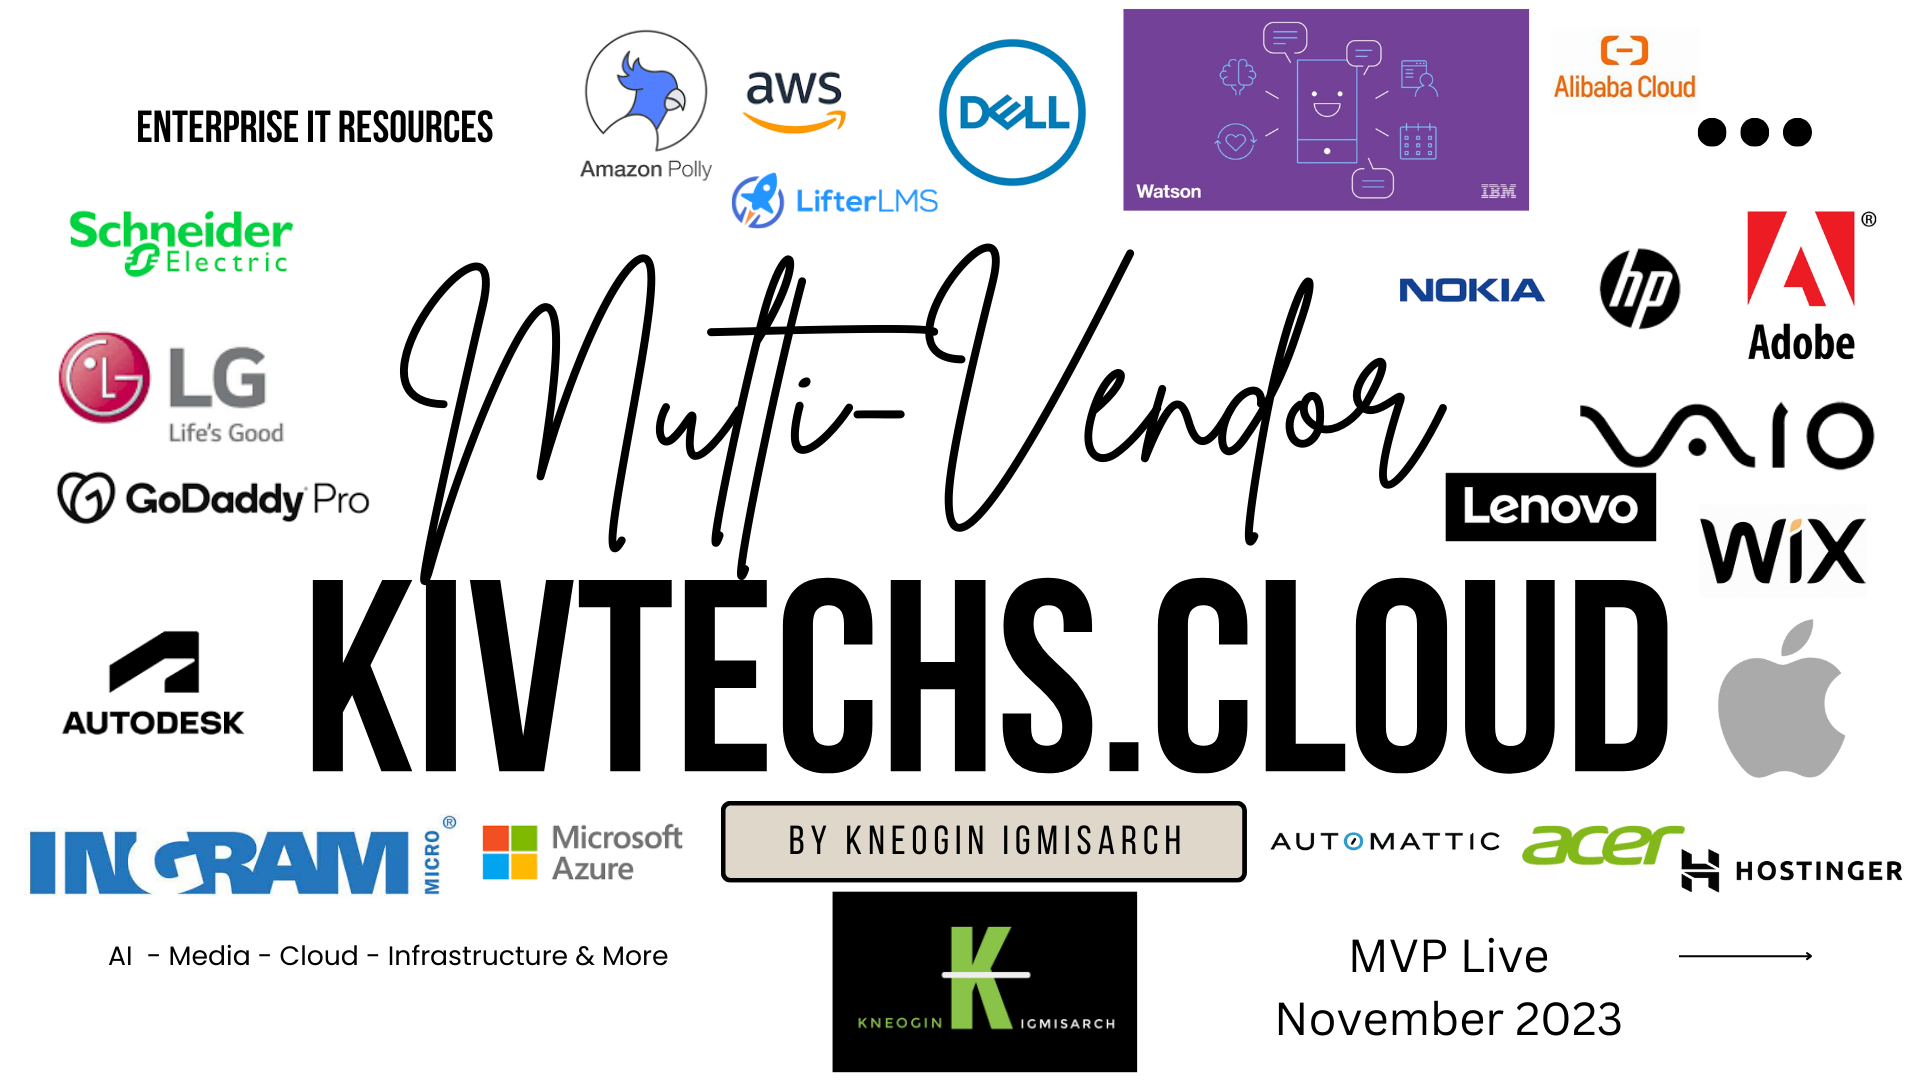 ENTERPRISE IT RESOURCES
Amazon Polly
aws
LifterLMS
DELL
Watson
IBM
Alibaba Cloud
Schneider
Electric
NOKIA
hp
®
Adobe
LG
Life's Good
GoDaddy Pro
Multi-Vendor
VAIO
Lenovo
WiX
KIVTECHS.CLOUD
AUTODESK
INGRAM MICRO ®
Microsoft
Azure
BY KNEOGIN IGMISARCH
AUTOMATTIC
acer
HOSTINGER
AI - Media - Cloud - Infrastructure & More
K
KNEOGIN IGMISARCH
MVP Live
November 2023